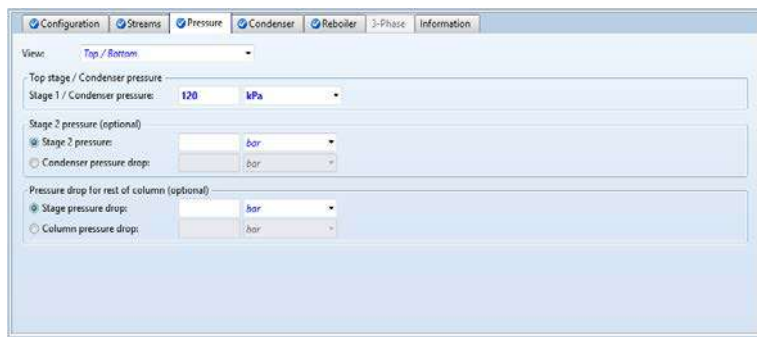 Configuration Streams Pressure Condenser Reboiler 3-Phase Information
View: Top / Bottom
Top stage / Condenser pressure
Stage 1 / Condenser pressure: 120 kPa
Stage 2 pressure (optional)
Stage 2 pressure: bar
Condenser pressure drop: bar
Pressure drop for rest of column (optional)
Stage pressure drop: bar
Column pressure drop: bar